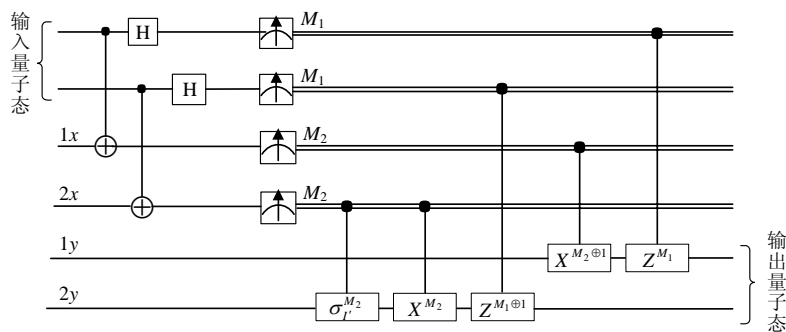 输入量子态
H
M₁
H
M₁
1x
M₂
2x
M₂
1y
X^{M₂⊕1}
Z^{M₁}
2y
σ_{I'}^{M₂}
X^{M₂}
Z^{M₁⊕1}
输出量子态